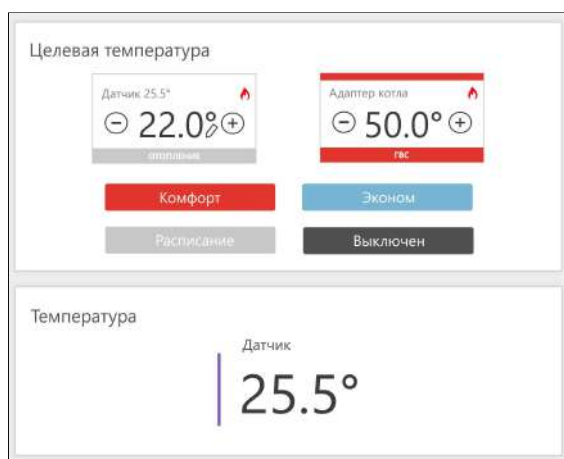 Целевая температура
Датчик 25.5°
22.0°
отопление
Адаптер котла
50.0°
ГВС
Комфорт
Эконом
Расписание
Выключен
Температура
Датчик
25.5°